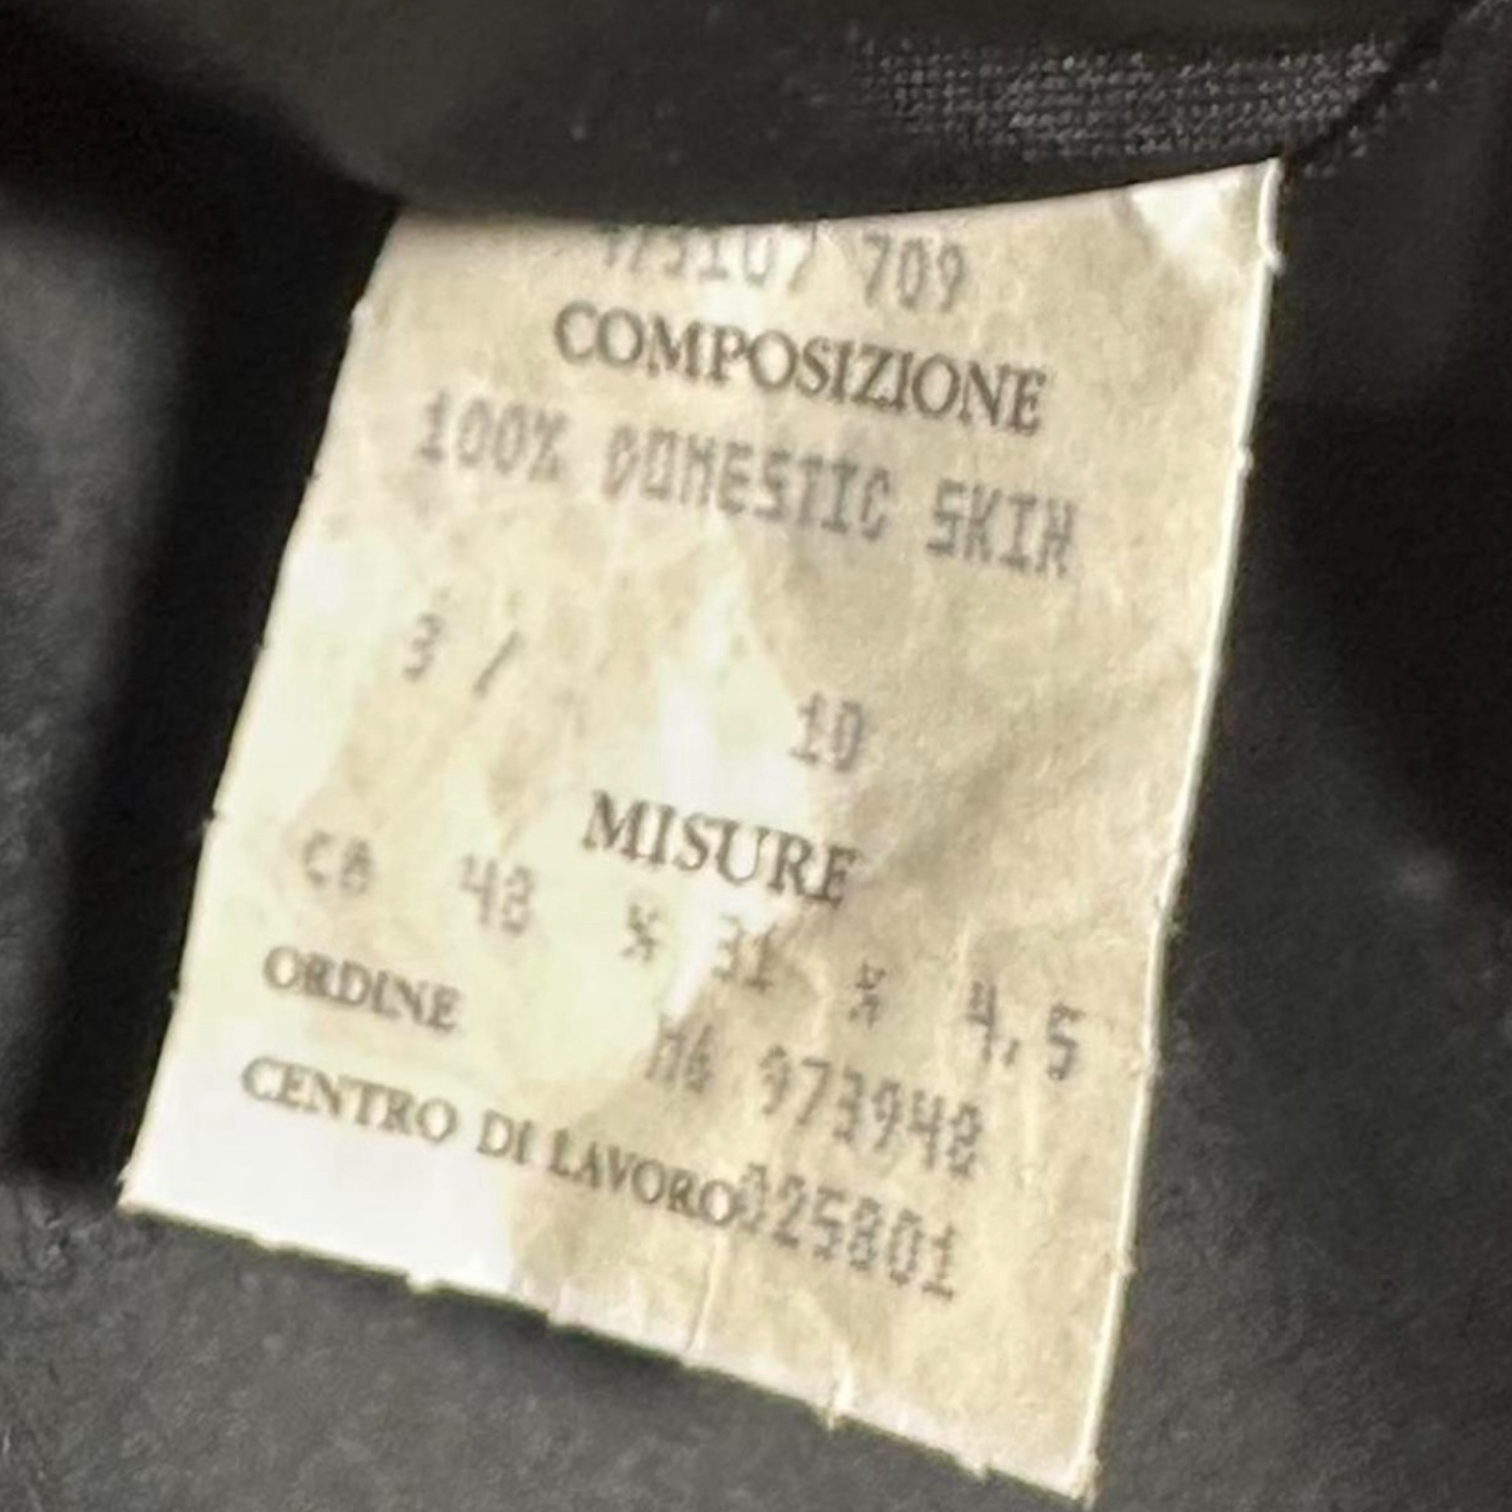 709
COMPOSIZIONE
100% DOMESTIC SKIN
3 / 10
MISURE
CB 48 X 31 X 4,5
ORDINE M6 973948
CENTRO DI LAVORO 025801